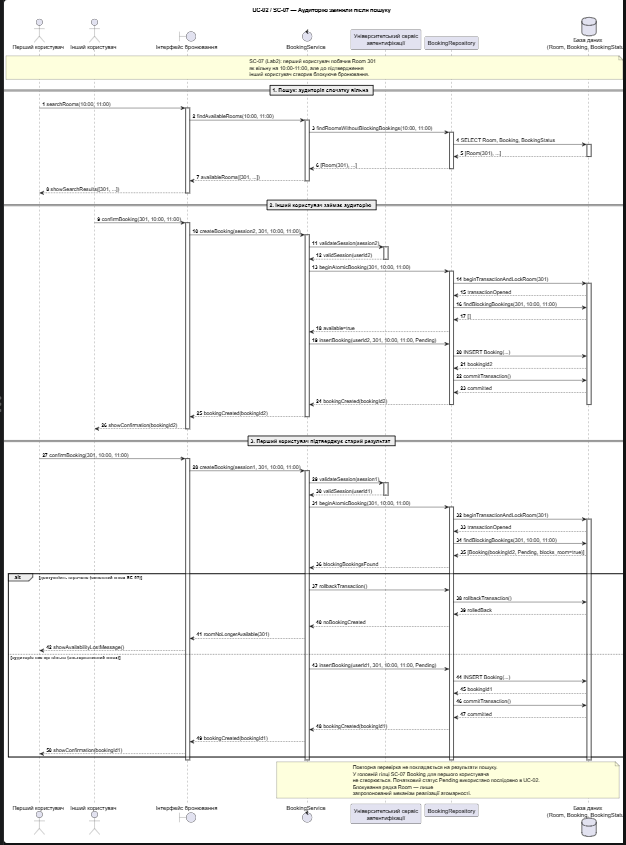 UC-02 / SC-07 — Аудиторію зайняли після пошуку
Перший користувач
Інший користувач
Інтерфейс бронювання
BookingService
Університетський сервіс
автентифікації
BookingRepository
База даних
(Room, Booking, BookingStatu
SC-07 (Lab2): перший користувач побачив Room 301
як вільну на 10:00-11:00, але до підтвердження
інший користувач створив блокуюче бронювання.
1. Пошук: аудиторія спочатку вільна
1 searchRooms(10:00, 11:00)
2 findAvailableRooms(10:00, 11:00)
3 findRoomsWithoutBlockingBookings(10:00, 11:00)
4 SELECT Room, Booking, BookingStatus
5 [Room(301), ...]
6 [Room(301), ...]
7 availableRooms([301, ...])
8 showSearchResults([301, ...])
2. Інший користувач займає аудиторію
9 confirmBooking(301, 10:00, 11:00)
10 createBooking(session2, 301, 10:00, 11:00)
11 validateSession(session2)
12 validSession(userId2)
13 beginAtomicBooking(301, 10:00, 11:00)
14 beginTransactionAndLockRoom(301)
15 transactionOpened
16 findBlockingBookings(301, 10:00, 11:00)
17 []
18 available=true
19 insertBooking(userId2, 301, 10:00, 11:00, Pending)
20 INSERT Booking(...)
21 bookingId2
22 commitTransaction()
23 committed
24 bookingCreated(bookingId2)
25 bookingCreated(bookingId2)
26 showConfirmation(bookingId2)
3. Перший користувач підтверджує старий результат
27 confirmBooking(301, 10:00, 11:00)
28 createBooking(session1, 301, 10:00, 11:00)
29 validateSession(session1)
30 validSession(userId1)
31 beginAtomicBooking(301, 10:00, 11:00)
32 beginTransactionAndLockRoom(301)
33 transactionOpened
34 findBlockingBookings(301, 10:00, 11:00)
35 [Booking(bookingId2, Pending, blocks_room=true)]
36 blockingBookingsFound
alt
37 rollbackTransaction()
38 rollbackTransaction()
39 rolledBack
40 noBookingCreated
41 roomNoLongerAvailable(301)
42 showAvailabilityLostMessage()
43 insertBooking(userId1, 301, 10:00, 11:00, Pending)
44 INSERT Booking(...)
45 bookingId1
46 commitTransaction()
47 committed
48 bookingCreated(bookingId1)
49 bookingCreated(bookingId1)
50 showConfirmation(bookingId1)
Повторна перевірка не покладається на результати пошуку.
У головній гілці SC-07 Booking для першого користувача
не створюється. Початковий статус Pending використано послідовно з UC-02.
Блокування рядка Room — лише
запропонований механізм реалізації атомарності.
Перший користувач
Інший користувач
Інтерфейс бронювання
BookingService
Університетський сервіс
автентифікації
BookingRepository
База даних
(Room, Booking, BookingStatu